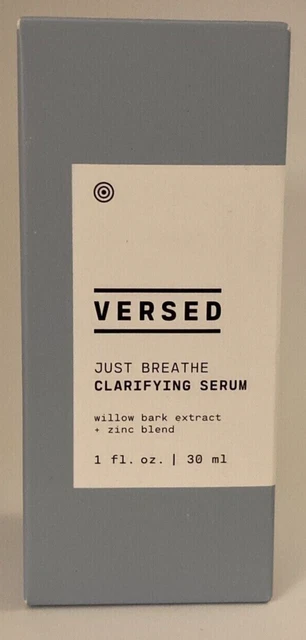 VERSED
JUST BREATHE
CLARIFYING SERUM
willow bark extract
+ zinc blend
1 fl. oz. | 30 ml